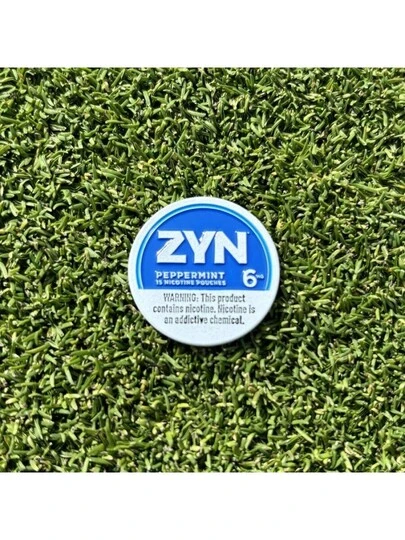 ZYN
PEPPERMINT
15 NICOTINE POUCHES
6MG
WARNING: This product
contains nicotine. Nicotine is
an addictive chemical.